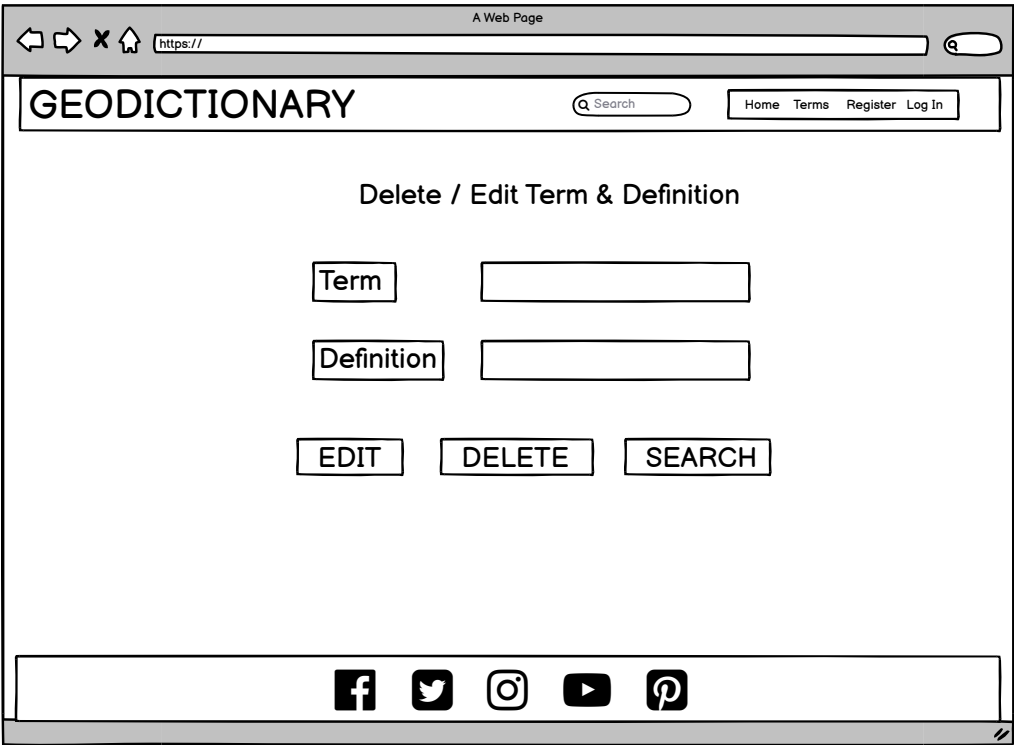 A Web Page
https://
GEODICTIONARY
Search
Home Terms Register Log In
Delete / Edit Term & Definition
Term
Definition
EDIT DELETE SEARCH